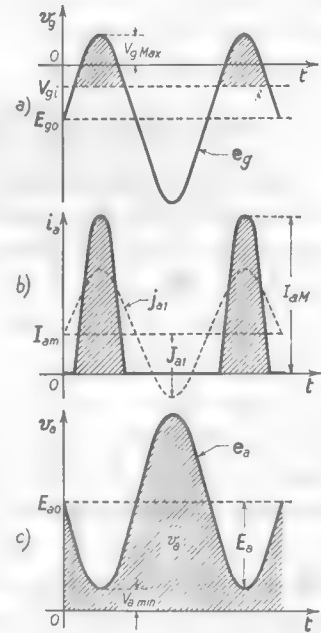 v_g
0
V_g Max
t
V_gi
a)
E_go
e_g
i_a
b)
j_a1
I_am
J_a1
I_aM
0
t
v_a
e_a
E_ao
c)
v_a
E_a
v_a min
0
t